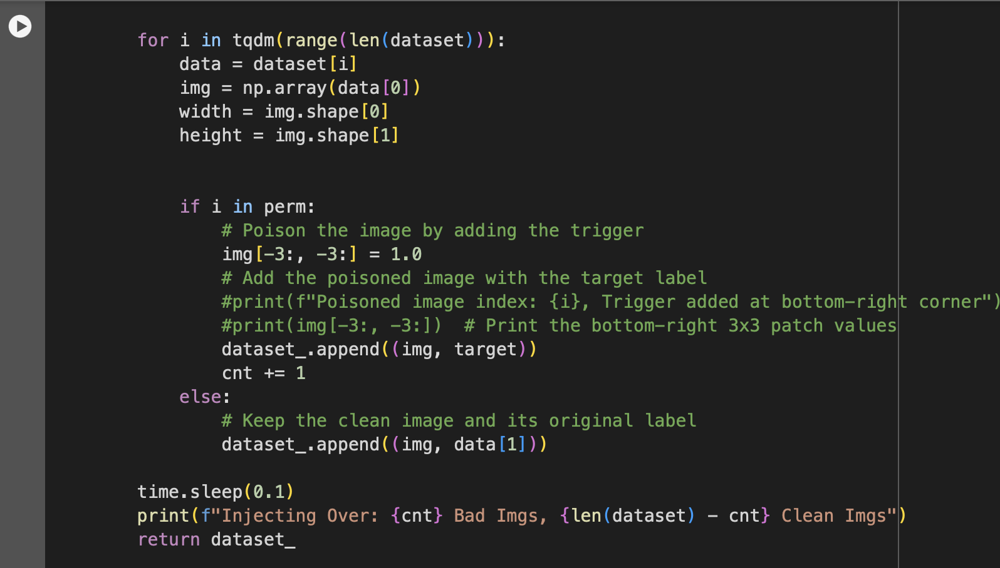 for i in tqdm(range(len(dataset))):
data = dataset[i]
img = np.array(data[0])
width = img.shape[0]
height = img.shape[1]
if i in perm:
# Poison the image by adding the trigger
img[-3:, -3:] = 1.0
# Add the poisoned image with the target label
#print(f"Poisoned image index: {i}, Trigger added at bottom-right corner")
#print(img[-3:, -3:])  # Print the bottom-right 3x3 patch values
dataset_.append((img, target))
cnt += 1
else:
# Keep the clean image and its original label
dataset_.append((img, data[1]))
time.sleep(0.1)
print(f"Injecting Over: {cnt} Bad Imgs, {len(dataset) - cnt} Clean Imgs")
return dataset_